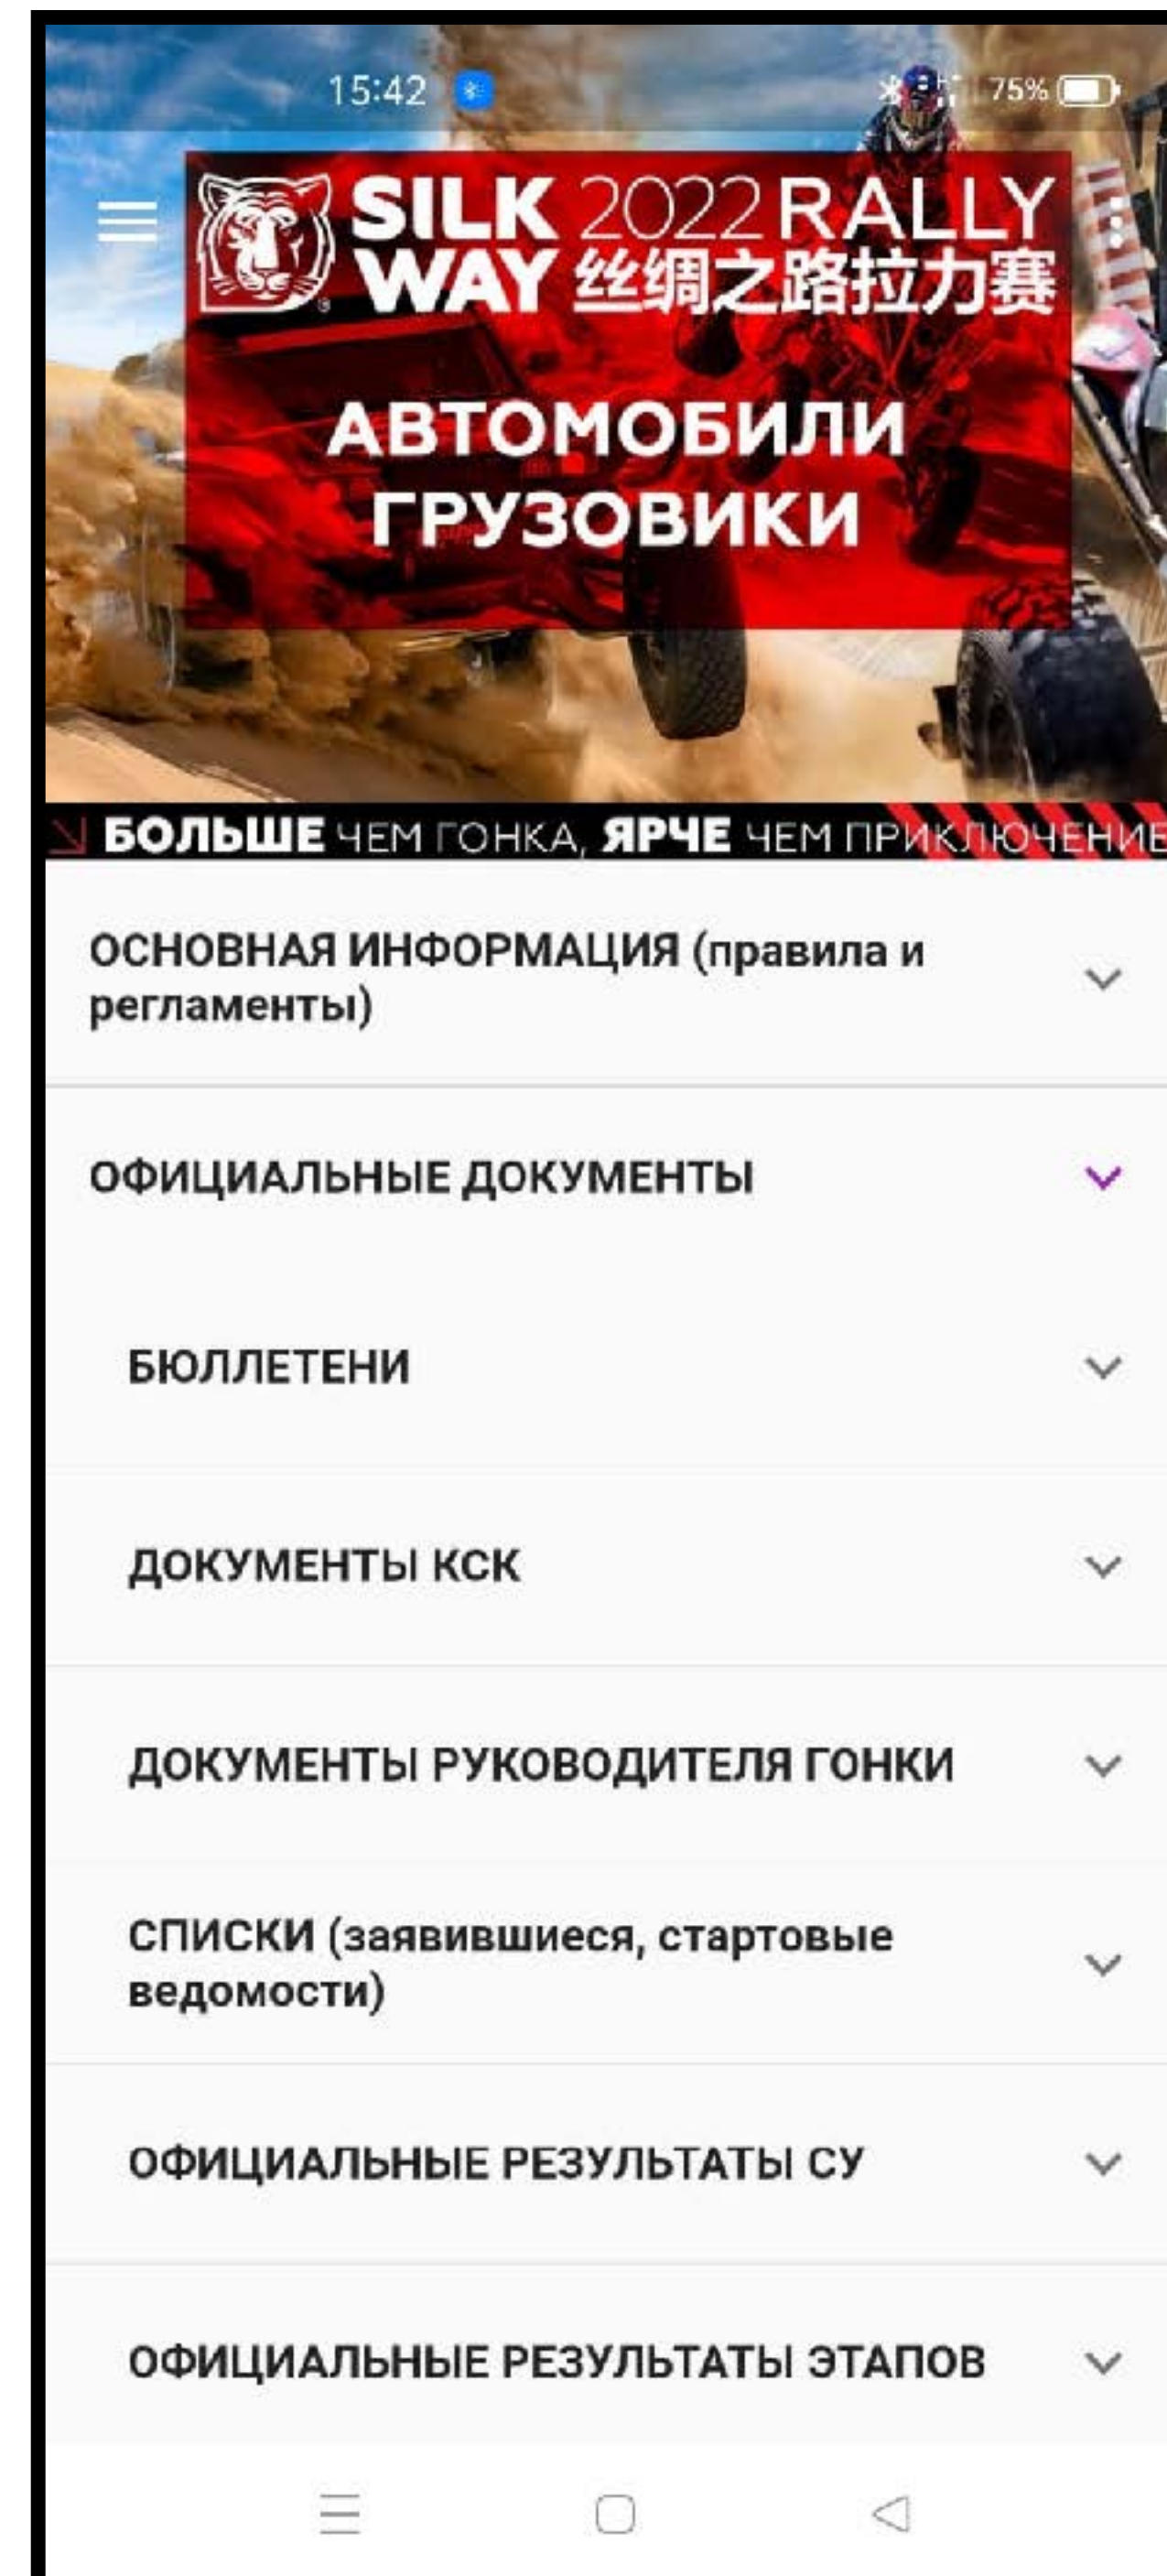 15:42
75%
SILK 2022 RALLY
WAY 丝绸之路拉力赛
АВТОМОБИЛИ
ГРУЗОВИКИ
БОЛЬШЕ ЧЕМ ГОНКА, ЯРЧЕ ЧЕМ ПРИКЛЮЧЕНИЕ
ОСНОВНАЯ ИНФОРМАЦИЯ (правила и
регламенты)
ОФИЦИАЛЬНЫЕ ДОКУМЕНТЫ
БЮЛЛЕТЕНИ
ДОКУМЕНТЫ КСК
ДОКУМЕНТЫ РУКОВОДИТЕЛЯ ГОНКИ
СПИСКИ (заявившиеся, стартовые
ведомости)
ОФИЦИАЛЬНЫЕ РЕЗУЛЬТАТЫ СУ
ОФИЦИАЛЬНЫЕ РЕЗУЛЬТАТЫ ЭТАПОВ